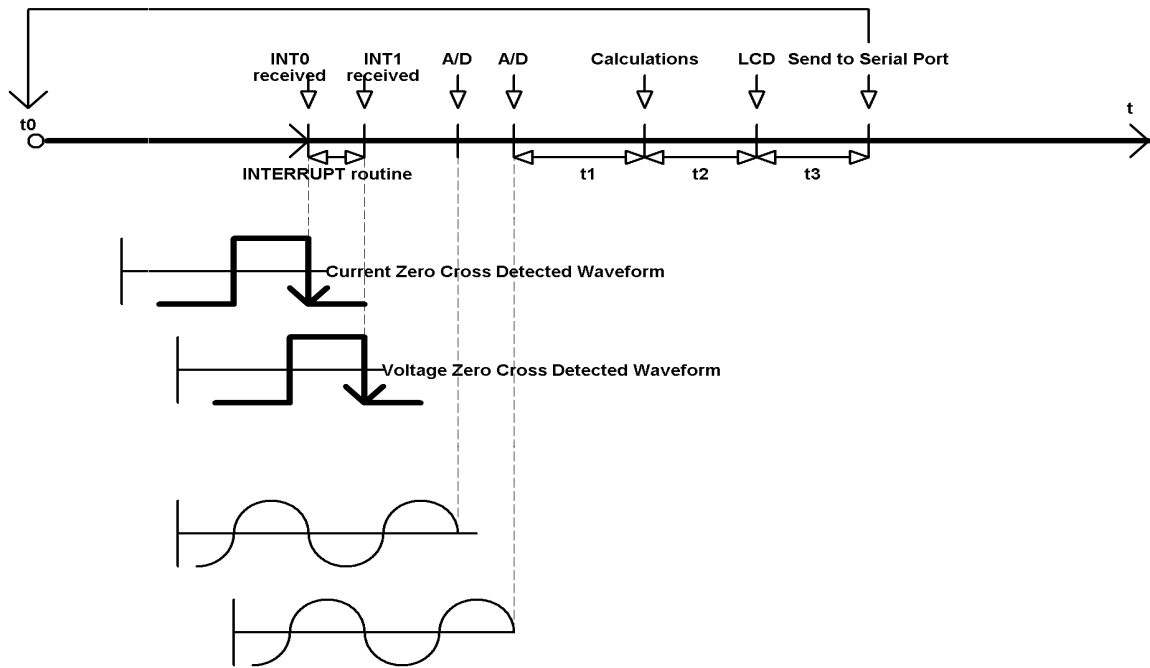 INT0
received
INT1
received
A/D
A/D
Calculations
LCD
Send to Serial Port
t0
t
INTERRUPT routine
t1
t2
t3
Current Zero Cross Detected Waveform
Voltage Zero Cross Detected Waveform